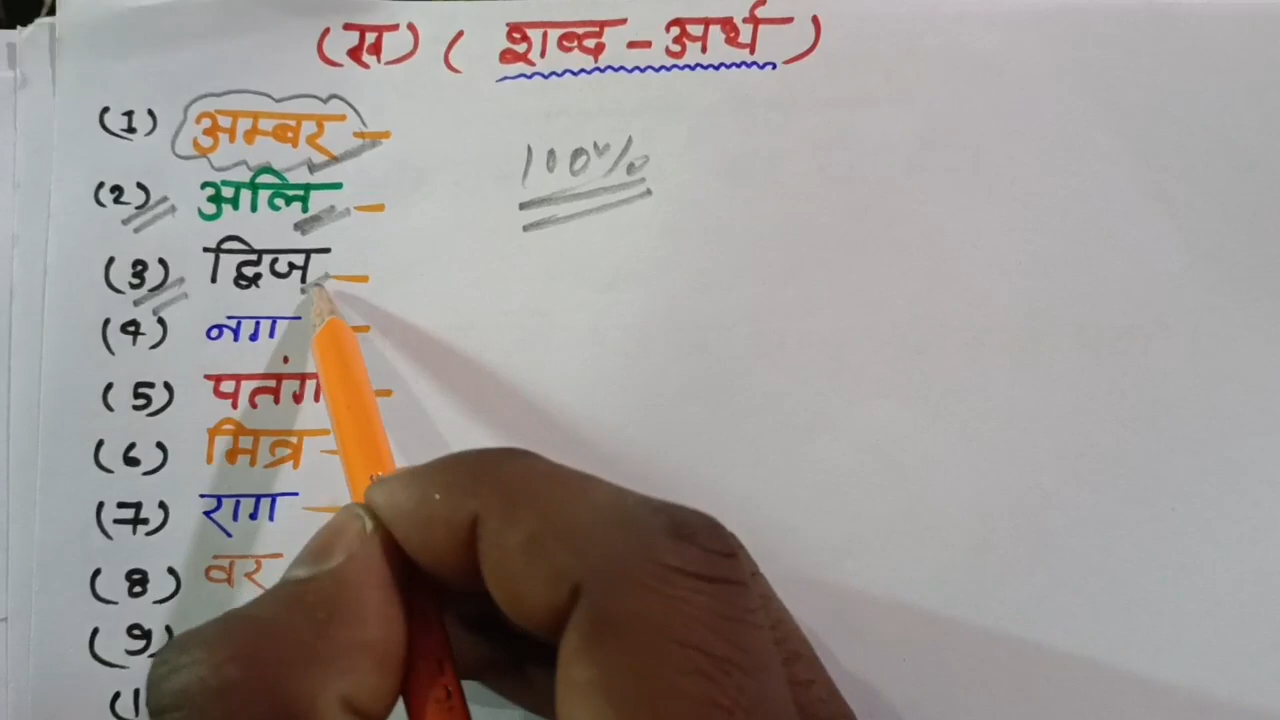 (ख) ( शब्द - अर्थ )
(1) अम्बर -
100%
(2) अलि -
(3) द्विज -
(4) नग -
(5) पतंग -
(6) मित्र -
(7) राग -
(8) वर
(9)